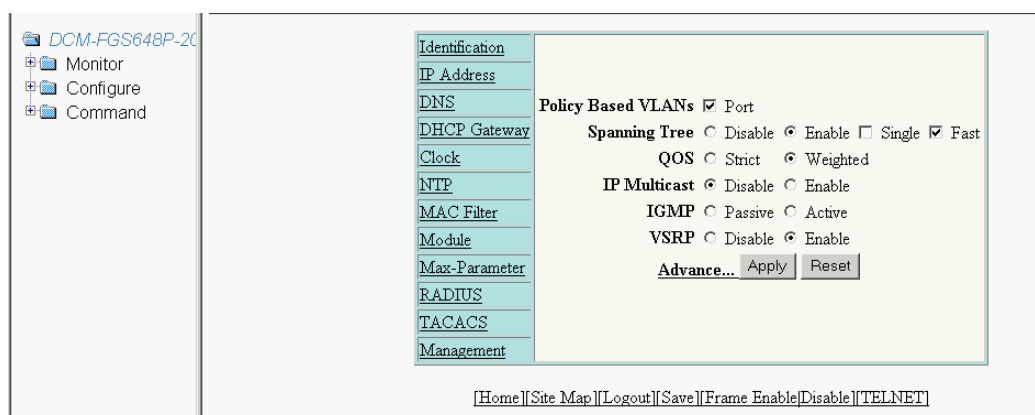 DCM-FGS648P-20
Monitor
Configure
Command
Identification
IP Address
DNS
DHCP Gateway
Clock
NTP
MAC Filter
Module
Max-Parameter
RADIUS
TACACS
Management
Policy Based VLANs Port
Spanning Tree Disable Enable Single Fast
QOS Strict Weighted
IP Multicast Disable Enable
IGMP Passive Active
VSRP Disable Enable
Advance... Apply Reset
[Home][Site Map][Logout][Save][Frame Enable|Disable][TELNET]